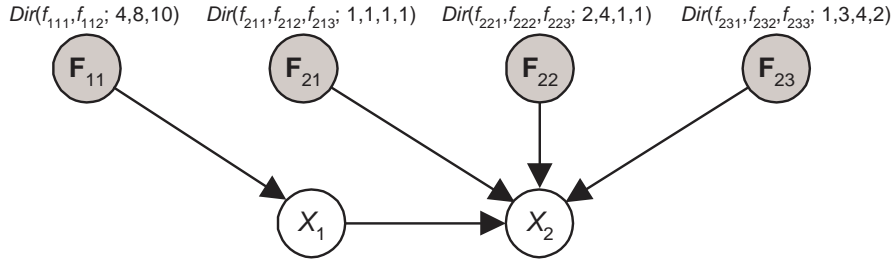 Dir(f₁₁₁,f₁₁₂; 4,8,10) Dir(f₂₁₁,f₂₁₂,f₂₁₃; 1,1,1,1) Dir(f₂₂₁,f₂₂₂,f₂₂₃; 2,4,1,1) Dir(f₂₃₁,f₂₃₂,f₂₃₃; 1,3,4,2)
F₁₁ F₂₁ F₂₂ F₂₃
X₁ X₂